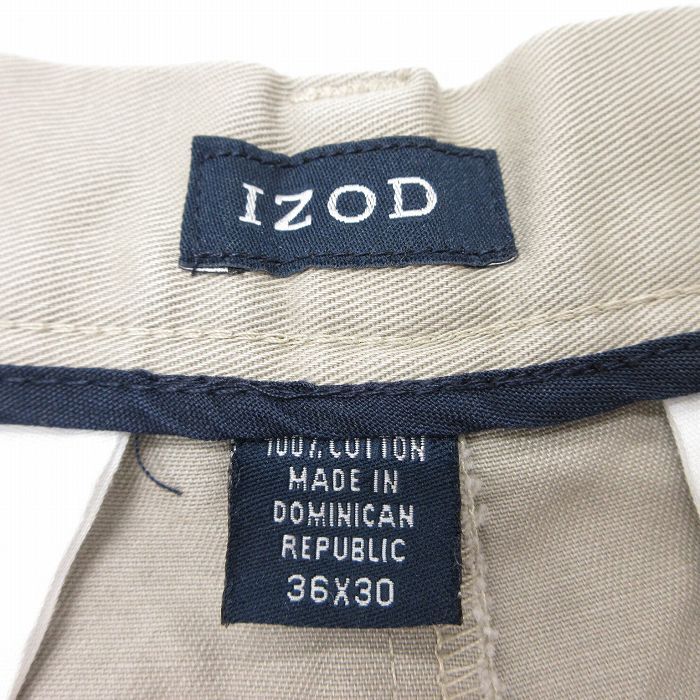 IZOD
100% COTTON
MADE IN
DOMINICAN
REPUBLIC
36X30